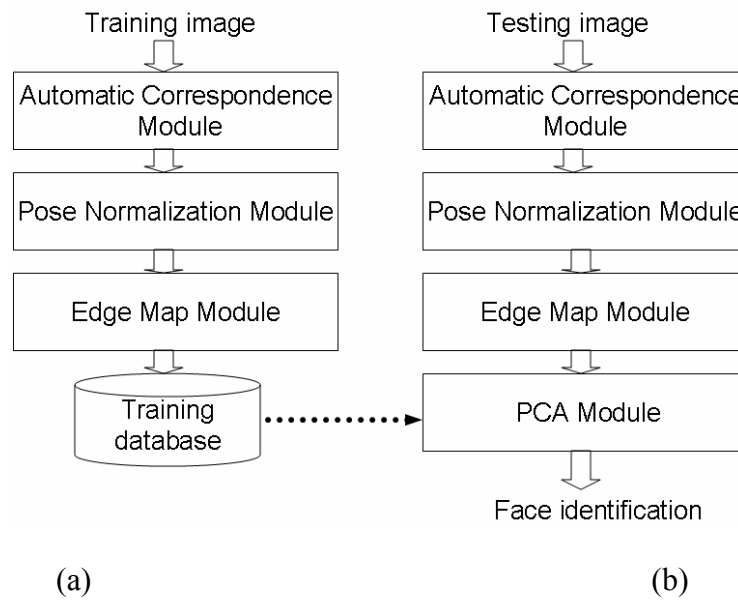 Training image
Automatic Correspondence
Module
Pose Normalization Module
Edge Map Module
Training
database
(a)
Testing image
Automatic Correspondence
Module
Pose Normalization Module
Edge Map Module
PCA Module
Face identification
(b)